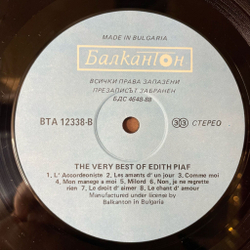 MADE IN BULGARIA
Балкантон
ВСИЧКИ ПРАВА ЗАПАЗЕНИ
ПРЕЗАПИСЪТ ЗАБРАНЕН
БДС 4648-88
ВТА 12338-В
33 СТЕРЕО
THE VERY BEST OF EDITH PIAF
1, L' Accordeoniste 2, Les amants d' un jour 3, Comme moi
4, Mon manege a moi 5, Milord 6, Non, je ne regrette
rien 7, Le droit d' aimer 8, Le chant d' amour
Manufactured under license by
Balkanton in Bulgaria